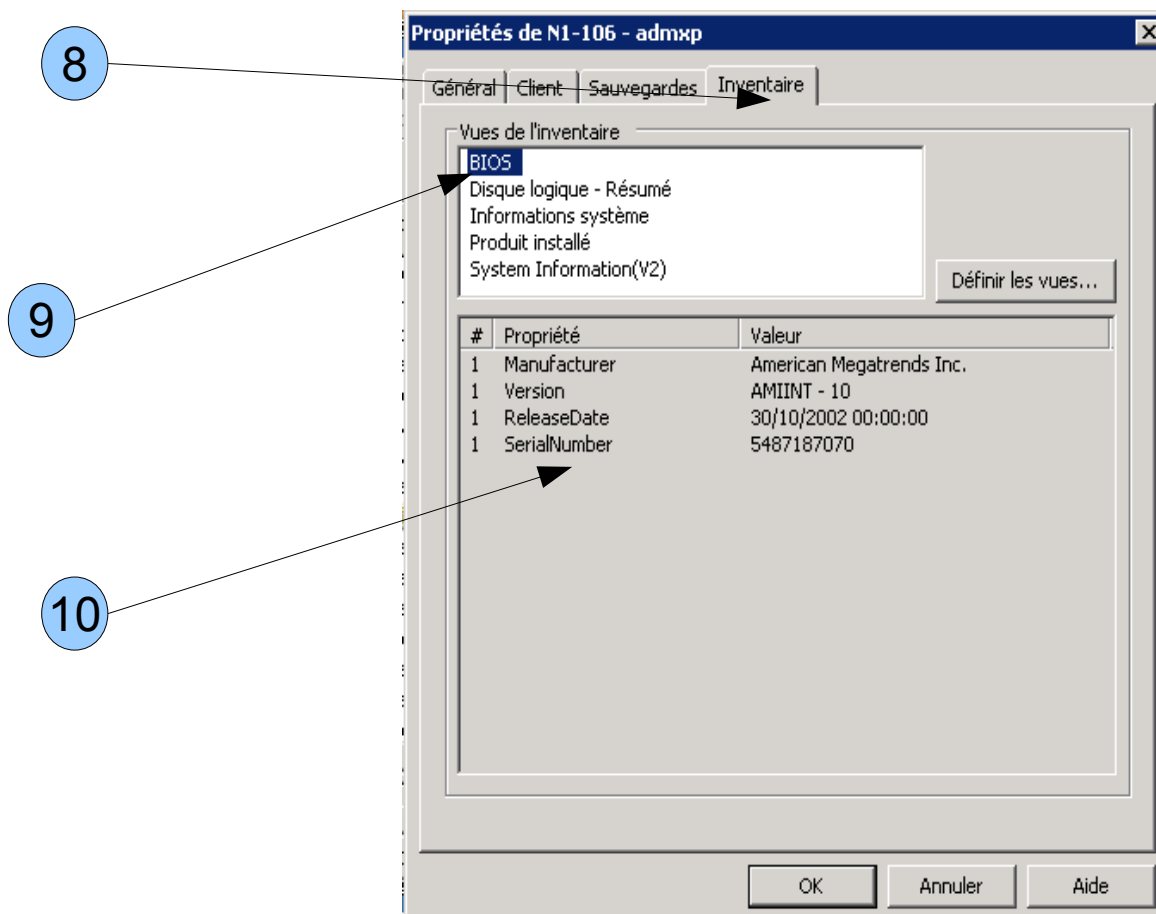 Propriétés de N1-106 - admxp
8
Général Client Sauvegardes Inventaire
Vues de l'inventaire
BIOS
Disque logique - Résumé
Informations système
Produit installé
System Information(V2)
Définir les vues...
9
# Propriété Valeur
1 Manufacturer American Megatrends Inc.
1 Version AMIINT - 10
1 ReleaseDate 30/10/2002 00:00:00
1 SerialNumber 5487187070
10
OK Annuler Aide